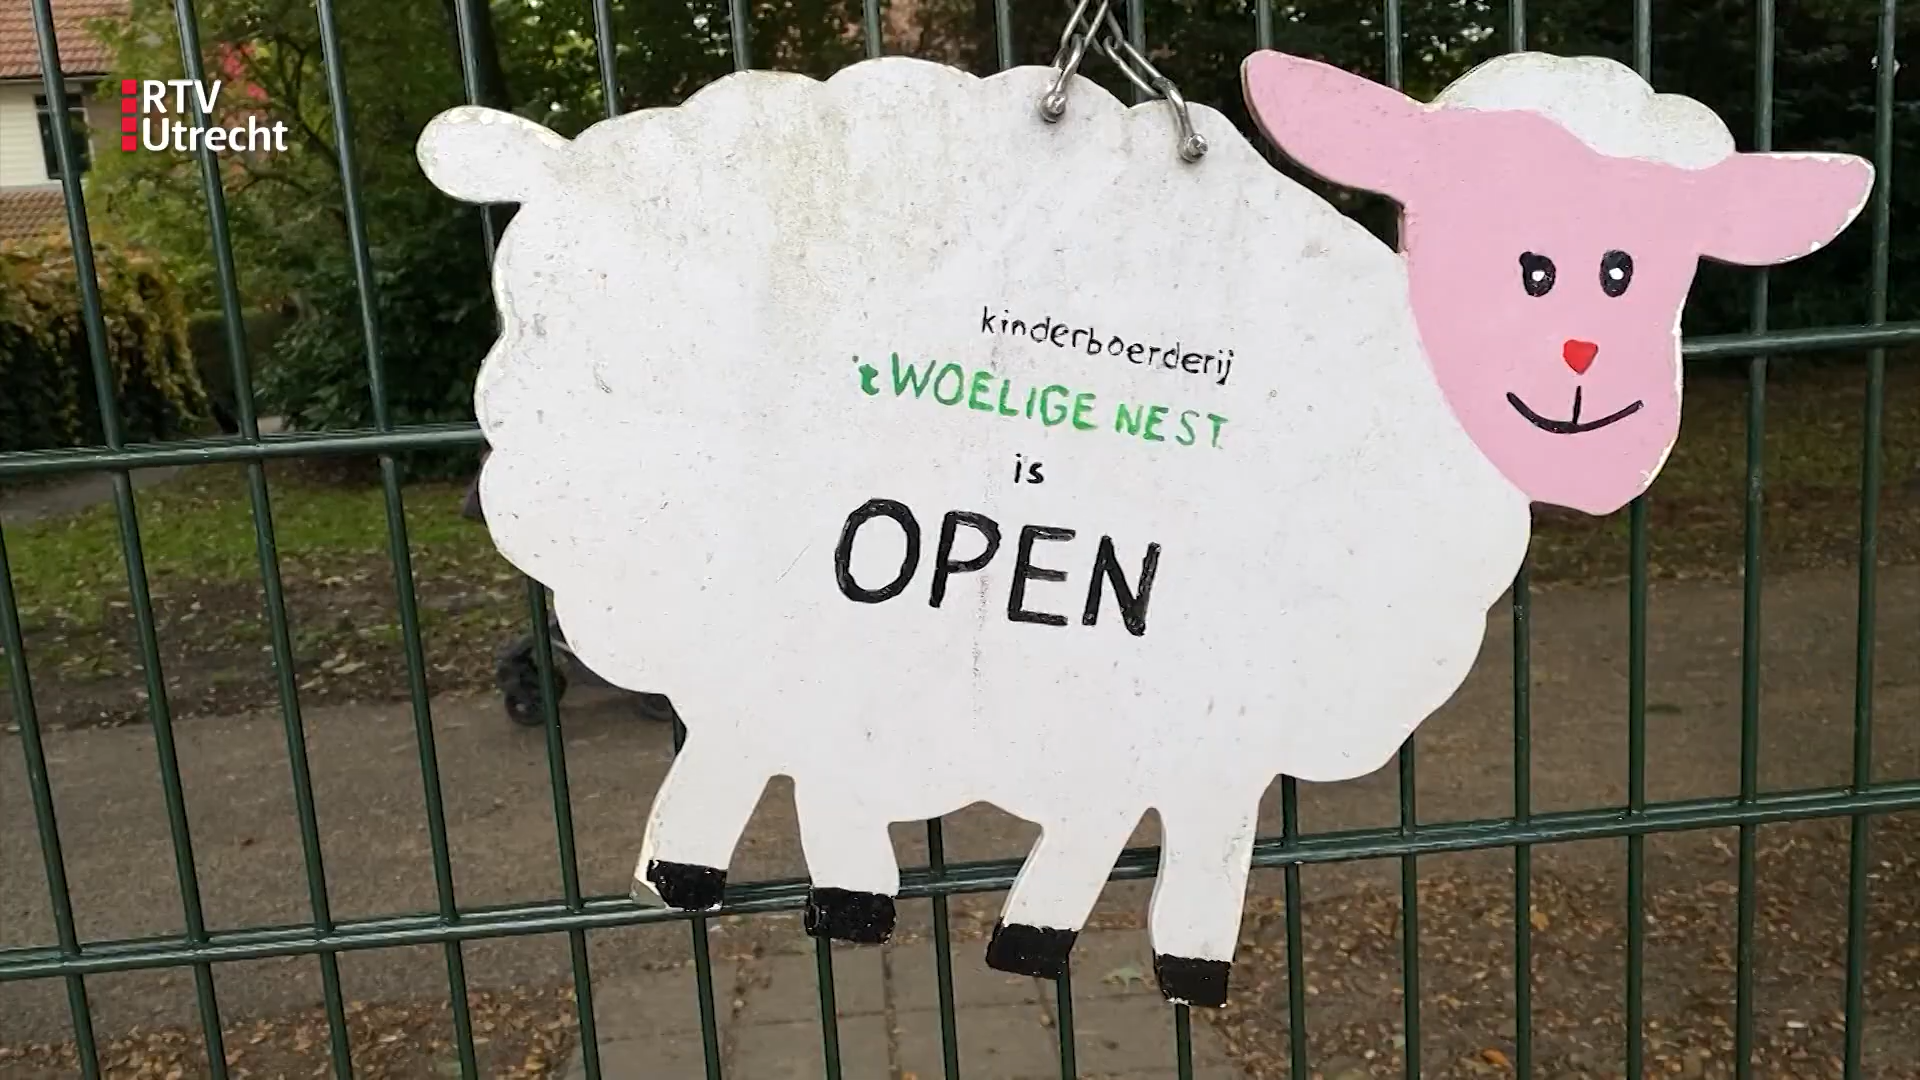 RTV
Utrecht
kinderboerderij
't WOELIGE NEST
is
OPEN